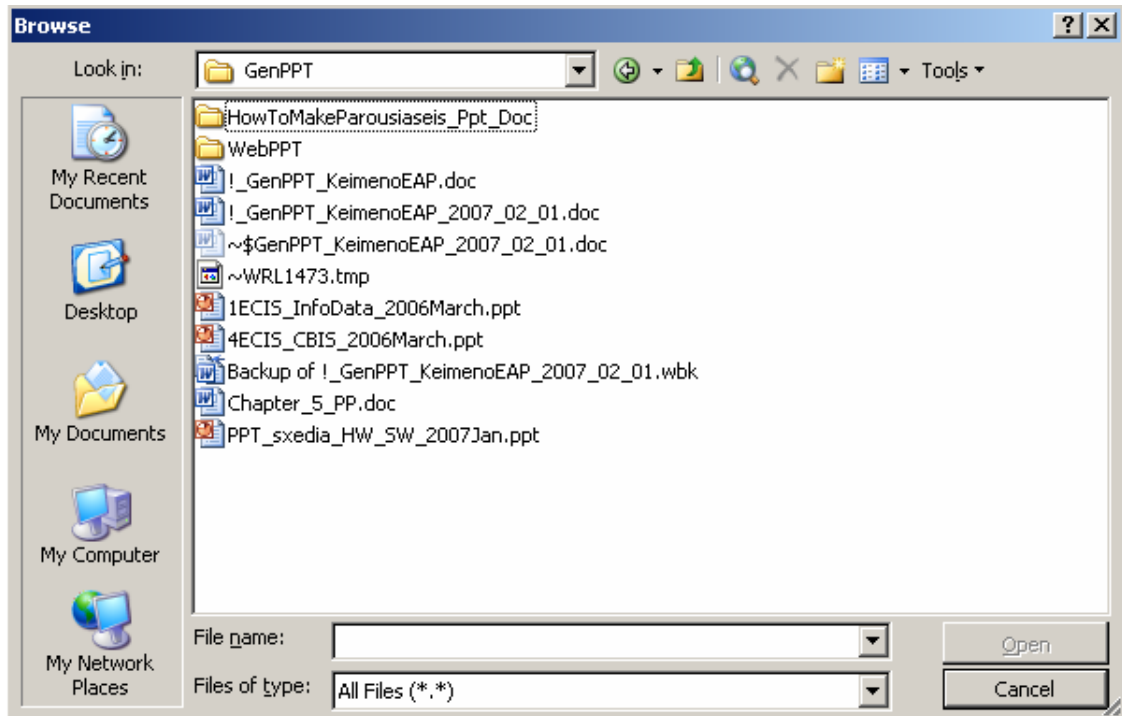 Browse
Look in:
GenPPT
Tools
My Recent
Documents
Desktop
My Documents
My Computer
My Network
Places
HowToMakeParousiaseis_Ppt_Doc
WebPPT
!_GenPPT_KeimenoEAP.doc
!_GenPPT_KeimenoEAP_2007_02_01.doc
~$GenPPT_KeimenoEAP_2007_02_01.doc
~WRL1473.tmp
1ECIS_InfoData_2006March.ppt
4ECIS_CBIS_2006March.ppt
Backup of !_GenPPT_KeimenoEAP_2007_02_01.wbk
Chapter_5_PP.doc
PPT_sxedia_HW_SW_2007Jan.ppt
File name:
Open
Files of type:
All Files (*.*)
Cancel